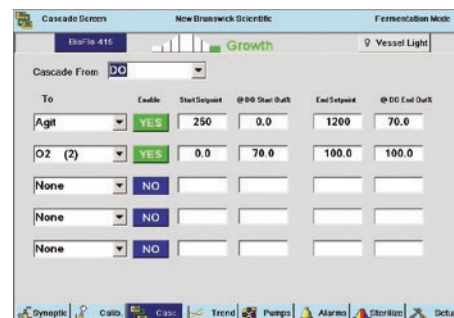 Cascade Screen New Brunswick Scientific Fermentation Mode
BioFlo 415 Growth Vessel Light
Cascade From DO
To Enable Start Setpoint @ DO Start Out% End Setpoint @ DO End Out%
Agit YES 250 0.0 1200 70.0
O2 (2) YES 0.0 70.0 100.0 100.0
None NO
None NO
None NO
Synoptic Calib. Casc Trend Pumps Alarms Sterilize Setu